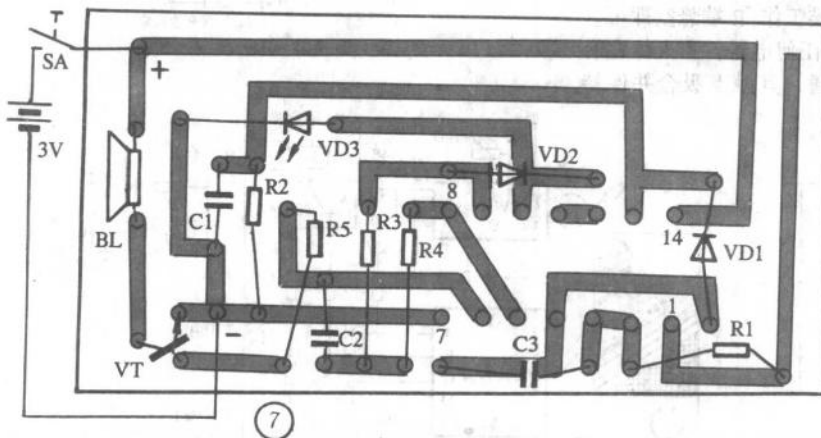 SA
+
3V
VD3
VD2
8
C1
R2
BL
R5
R3
R4
14
VD1
7
1
R1
VT
-
C2
C3
7